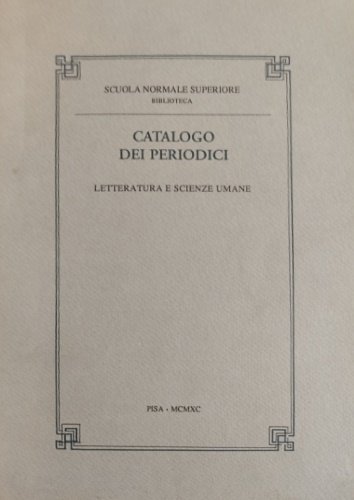 SCUOLA NORMALE SUPERIORE
BIBLIOTECA
CATALOGO
DEI PERIODICI
LETTERATURA E SCIENZE UMANE
PISA - MCMXC